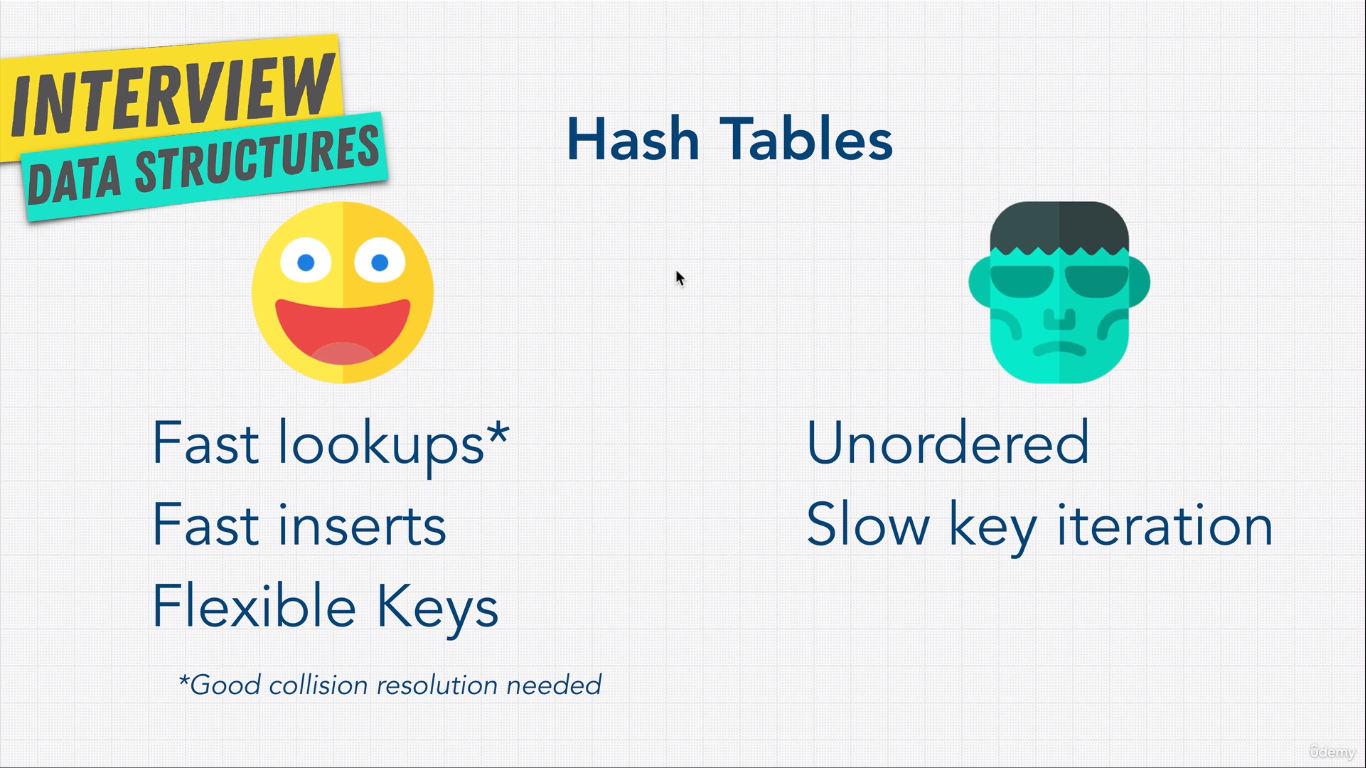 INTERVIEW
DATA STRUCTURES
Hash Tables
Fast lookups*
Fast inserts
Flexible Keys
*Good collision resolution needed
Unordered
Slow key iteration
ûdemy